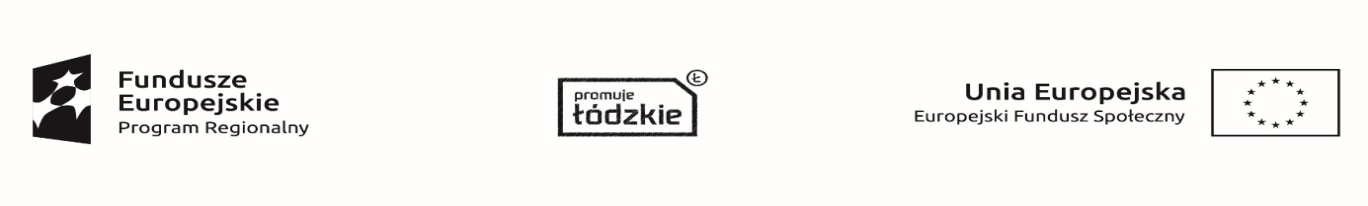 Fundusze
Europejskie
Program Regionalny
promuje
łódzkie
Ł
Unia Europejska
Europejski Fundusz Społeczny